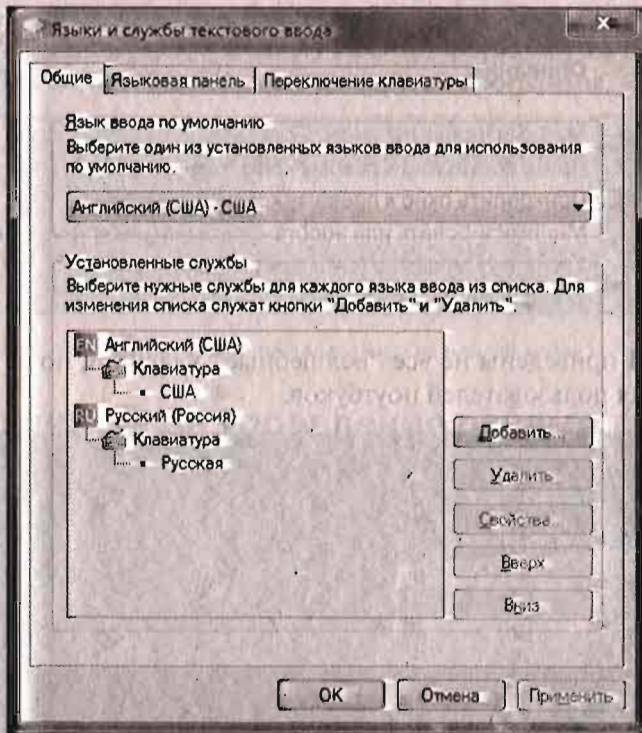 Языки и службы текстового ввода
Общие Языковая панель Переключение клавиатуры
Язык ввода по умолчанию
Выберите один из установленных языков ввода для использования
по умолчанию.
Английский (США) - США
Установленные службы
Выберите нужные службы для каждого языка ввода из списка. Для
изменения списка служат кнопки "Добавить" и "Удалить".
EN Английский (США)
Клавиатура
США
RU Русский (Россия)
Клавиатура
Русская
Добавить...
Удалить
Свойства...
Вверх
Вниз
ОК Отмена Применить